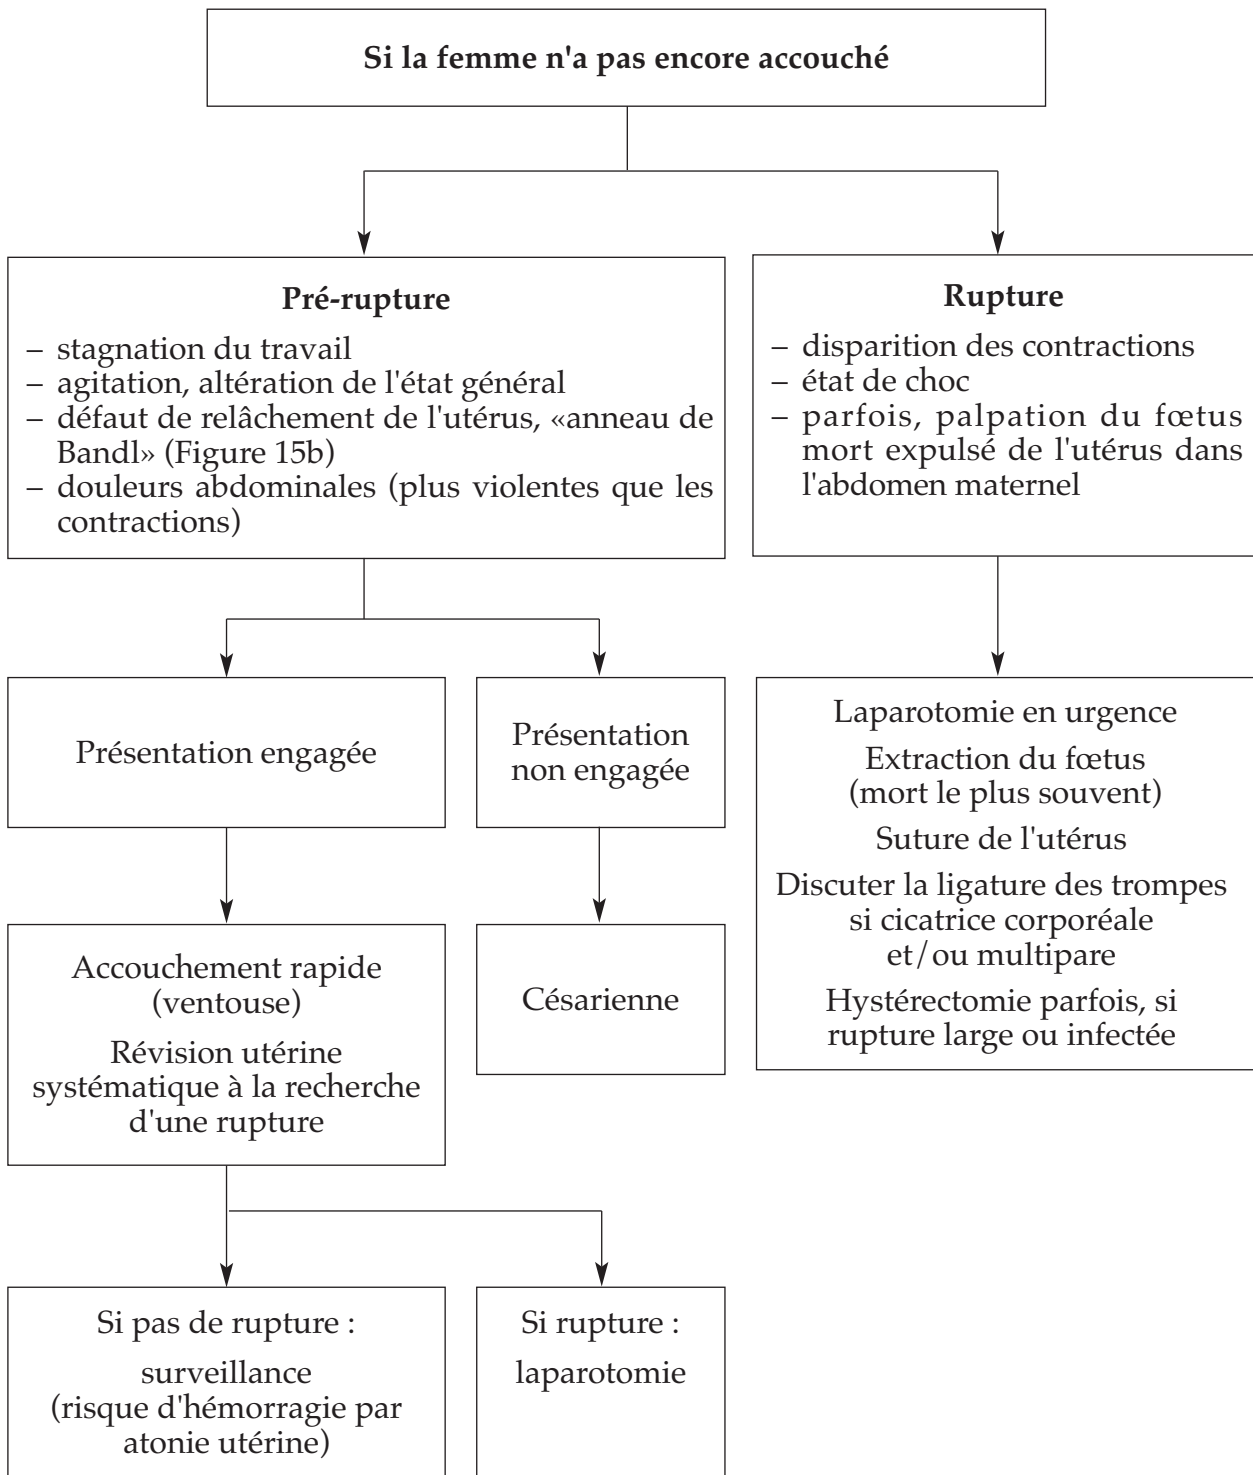 Si la femme n'a pas encore accouché
Pré-rupture
– stagnation du travail
– agitation, altération de l'état général
– défaut de relâchement de l'utérus, «anneau de
Bandl» (Figure 15b)
– douleurs abdominales (plus violentes que les
contractions)
Rupture
– disparition des contractions
– état de choc
– parfois, palpation du fœtus
mort expulsé de l'utérus dans
l'abdomen maternel
Présentation engagée
Présentation
non engagée
Laparotomie en urgence
Extraction du fœtus
(mort le plus souvent)
Suture de l'utérus
Discuter la ligature des trompes
si cicatrice corporéale
et/ou multipare
Hystérectomie parfois, si
rupture large ou infectée
Accouchement rapide
(ventouse)
Révision utérine
systématique à la recherche
d'une rupture
Césarienne
Si pas de rupture :
surveillance
(risque d'hémorragie par
atonie utérine)
Si rupture :
laparotomie